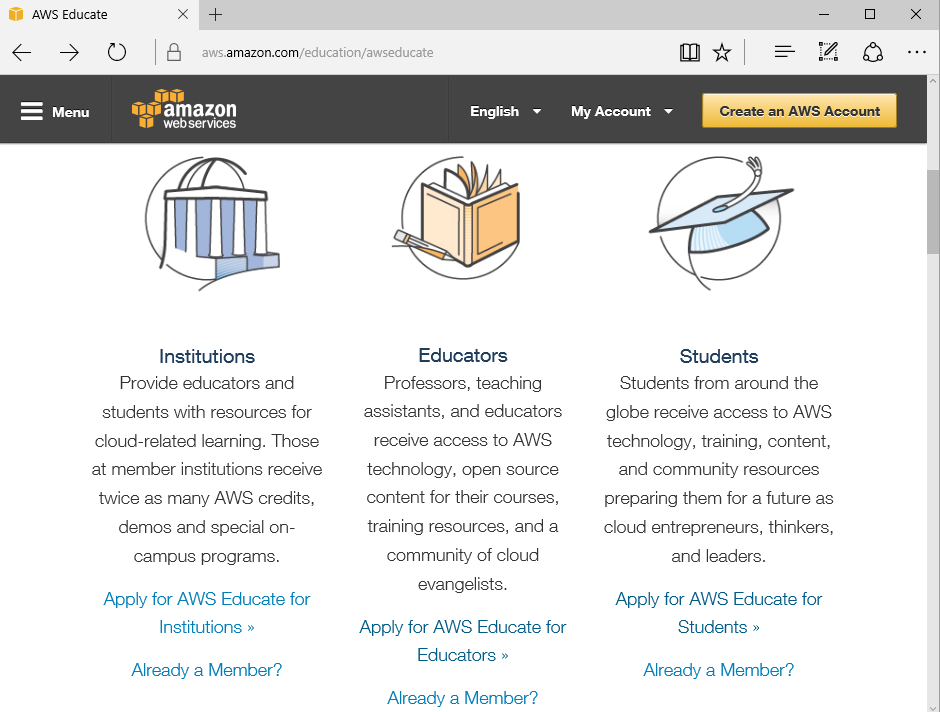 AWS Educate
aws.amazon.com/education/awseducate
Menu
amazon
web services
English
My Account
Create an AWS Account
Institutions
Provide educators and
students with resources for
cloud-related learning. Those
at member institutions receive
twice as many AWS credits,
demos and special on-
campus programs.
Apply for AWS Educate for
Institutions »
Already a Member?
Educators
Professors, teaching
assistants, and educators
receive access to AWS
technology, open source
content for their courses,
training resources, and a
community of cloud
evangelists.
Apply for AWS Educate for
Educators »
Already a Member?
Students
Students from around the
globe receive access to AWS
technology, training, content,
and community resources
preparing them for a future as
cloud entrepreneurs, thinkers,
and leaders.
Apply for AWS Educate for
Students »
Already a Member?